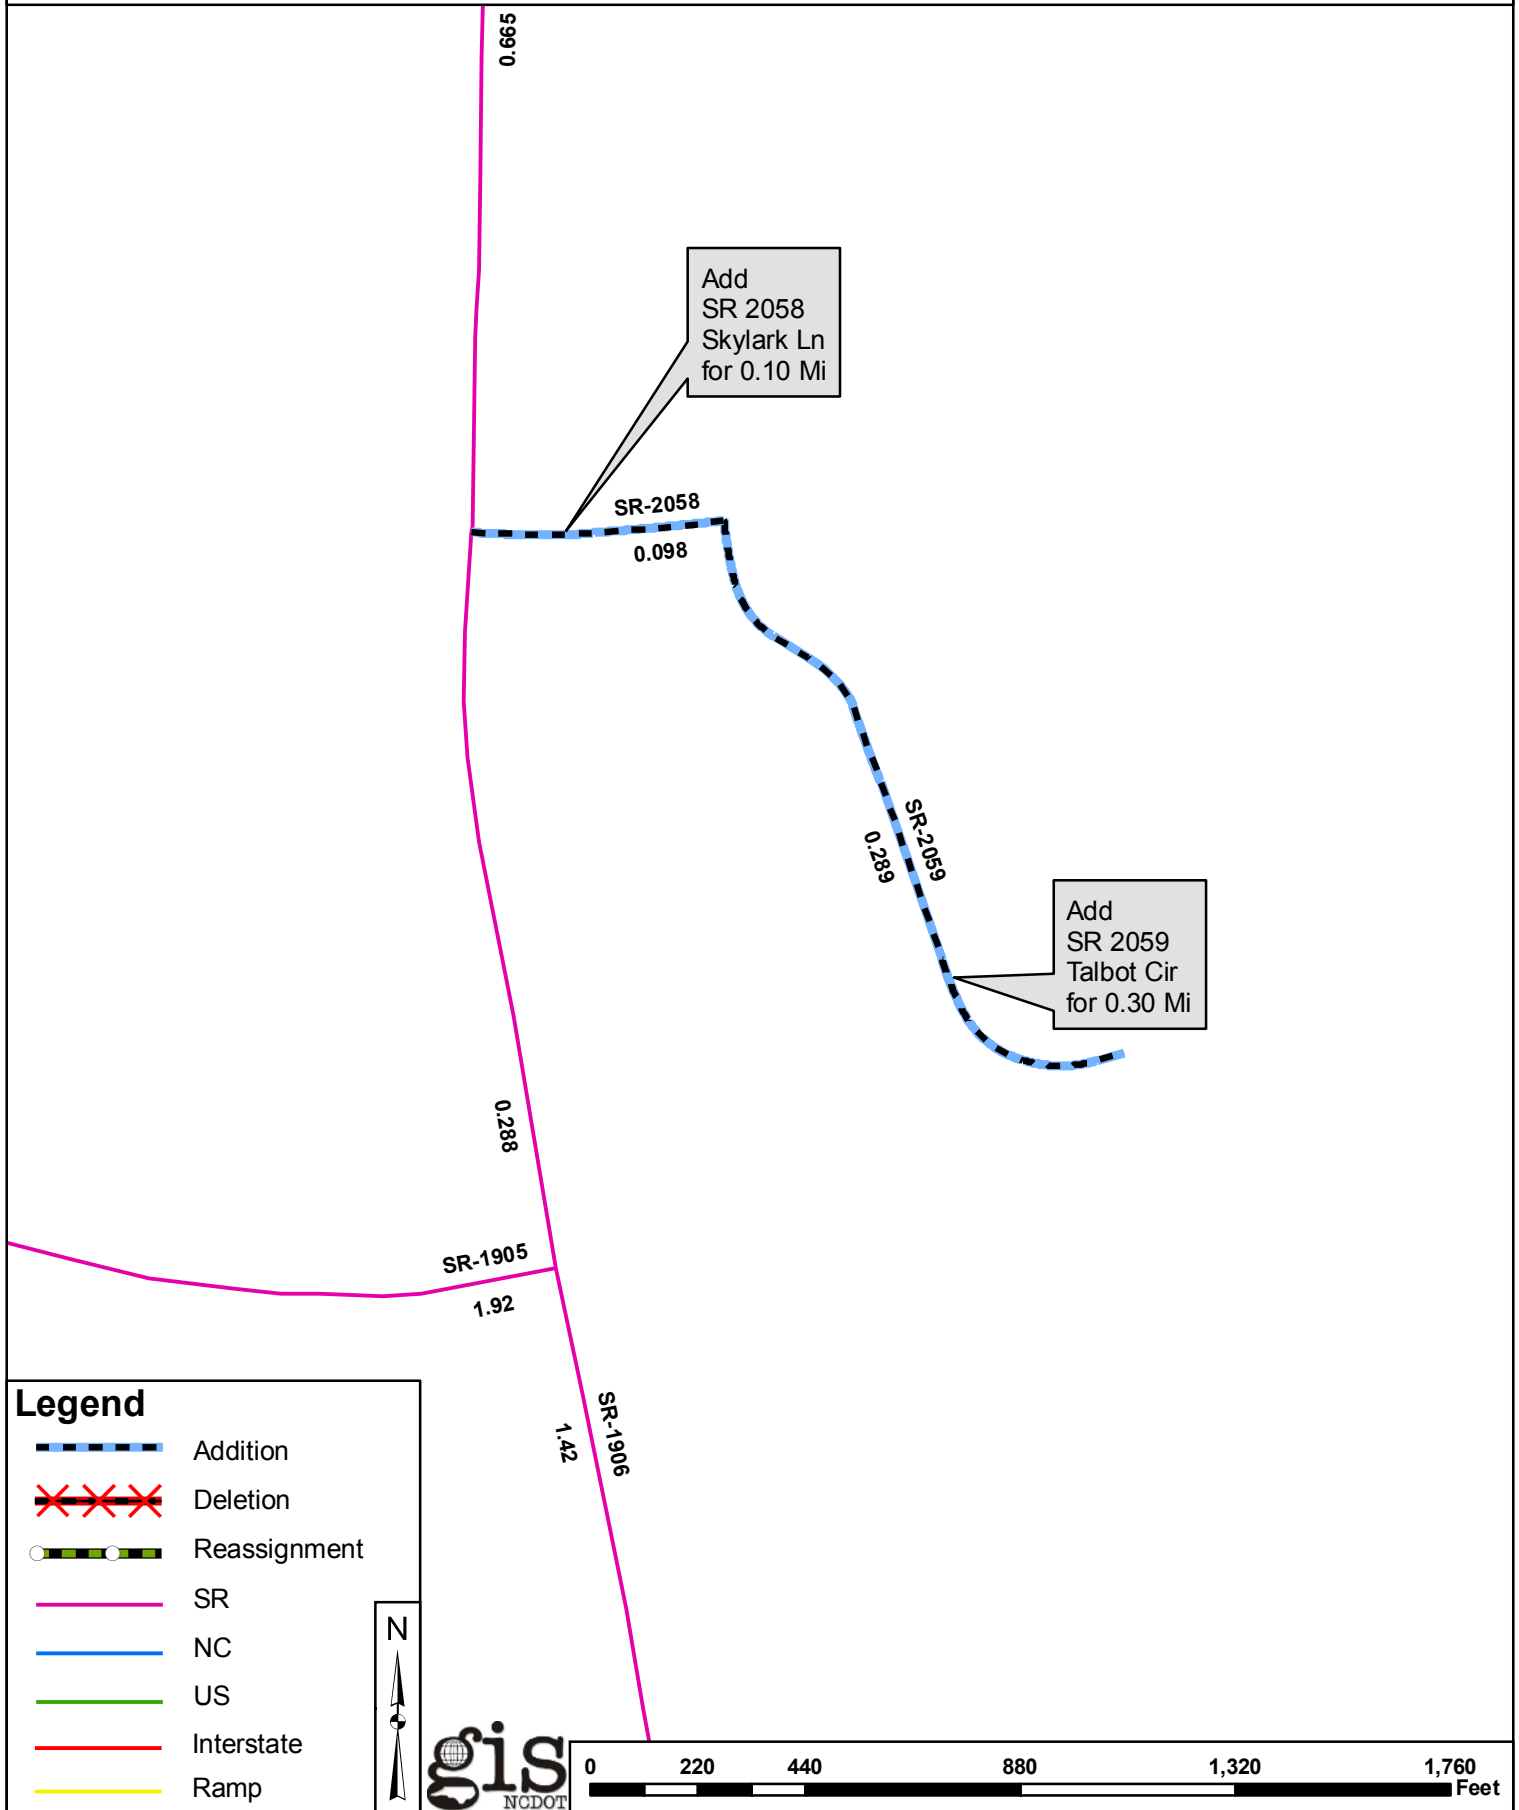 0.665
Add
SR 2058
Skylark Ln
for 0.10 Mi
SR-2058
0.098
SR-2059
0.289
Add
SR 2059
Talbot Cir
for 0.30 Mi
0.288
SR-1905
1.92
SR-1906
1.42
Legend
Addition
Deletion
Reassignment
SR
NC
US
Interstate
Ramp
N
gis
NCDOT
0 220 440 880 1,320 1,760
Feet